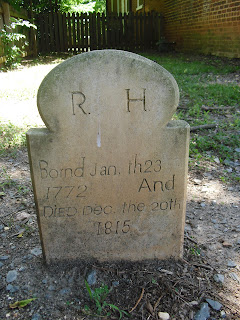 R. H
Bornd Jan. th23
1772 And
Died Dec. the 20th
1815